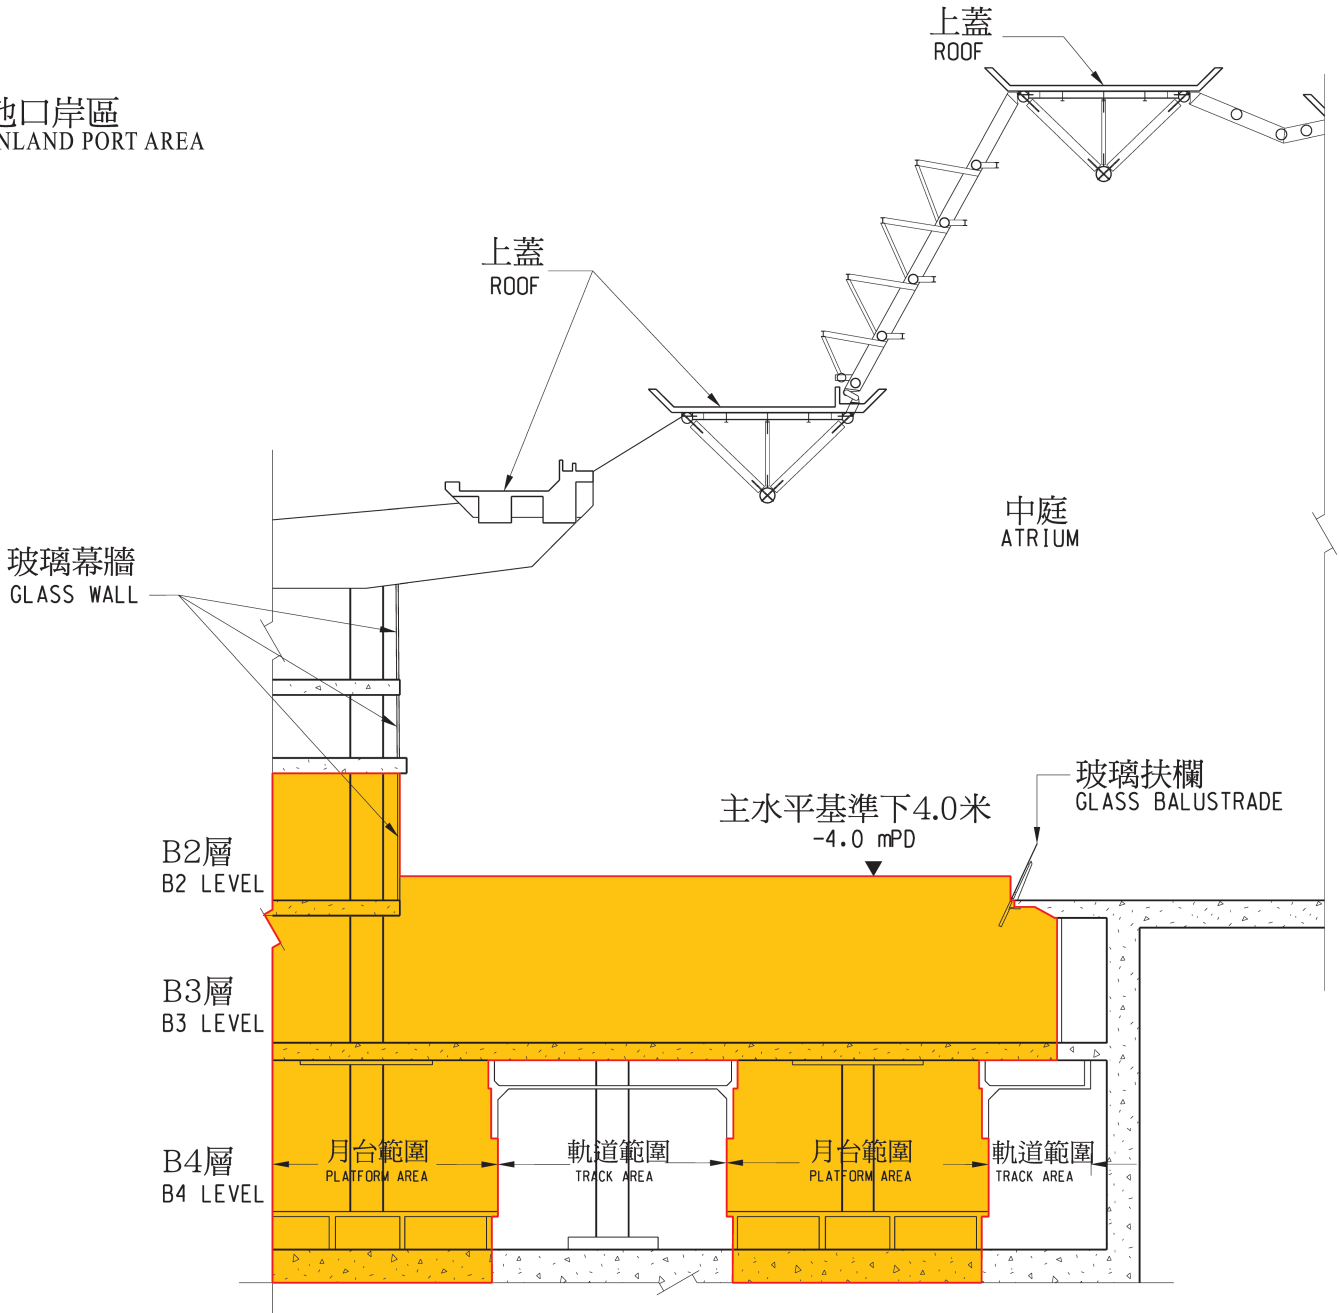 上蓋
ROOF
口岸區
PORT AREA
上蓋
ROOF
中庭
ATRIUM
玻璃幕牆
GLASS WALL
玻璃扶欄
GLASS BALUSTRADE
主水平基準下4.0米
-4.0 mPD
B2層
B2 LEVEL
B3層
B3 LEVEL
B4層
B4 LEVEL
月台範圍
PLATFORM AREA
軌道範圍
TRACK AREA
月台範圍
PLATFORM AREA
軌道範圍
TRACK AREA